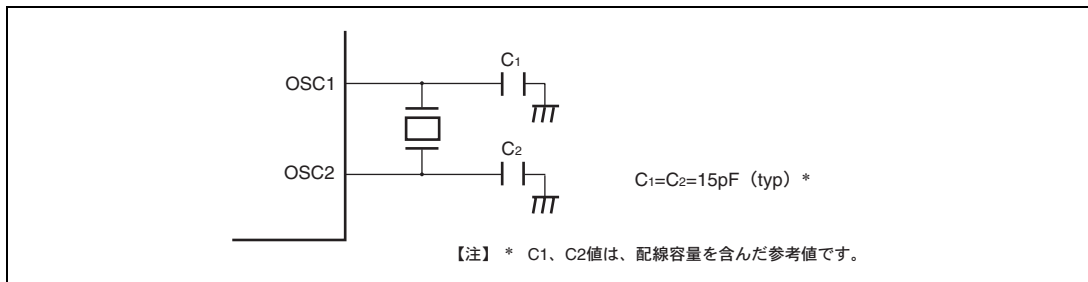 OSC1
C1
OSC2
C2
C1=C2=15pF（typ）*
【注】 * C1、C2値は、配線容量を含んだ参考値です。